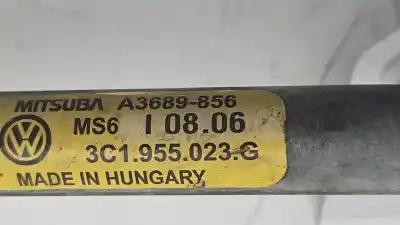 MITSUBA A3689-856
MS6 I 08.06
3C1.955.023.G
MADE IN HUNGARY